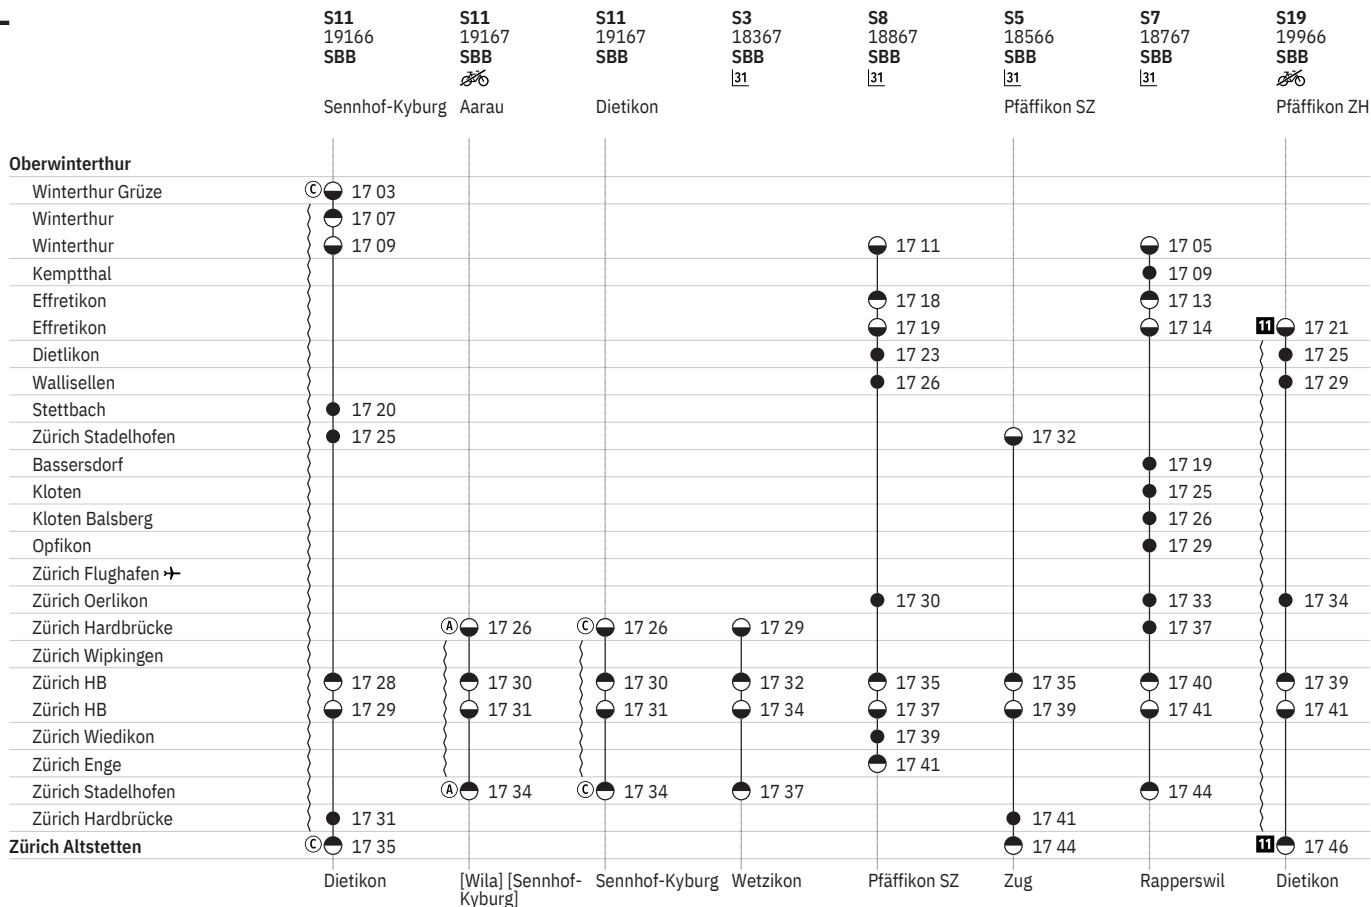 S11 S11 S11 S3 S8 S5 S7 S19
19166 19167 19167 18367 18867 18566 18767 19966
SBB SBB SBB SBB SBB SBB SBB SBB
31 31 31 31
Sennhof-Kyburg Aarau Dietikon Pfäffikon SZ Pfäffikon ZH
Oberwinterthur
Winterthur Grüze C 17 03
Winterthur 17 07
Winterthur 17 09 17 11 17 05
Kemptthal 17 09
Effretikon 17 18 17 13
Effretikon 17 19 17 14 11 17 21
Dietlikon 17 23 17 25
Wallisellen 17 26 17 29
Stettbach 17 20
Zürich Stadelhofen 17 25 17 32
Bassersdorf 17 19
Kloten 17 25
Kloten Balsberg 17 26
Opfikon 17 29
Zürich Flughafen
Zürich Oerlikon 17 30 17 33 17 34
Zürich Hardbrücke A 17 26 C 17 26 17 29 17 37
Zürich Wipkingen
Zürich HB 17 28 17 30 17 30 17 32 17 35 17 35 17 40 17 39
Zürich HB 17 29 17 31 17 31 17 34 17 37 17 39 17 41 17 41
Zürich Wiedikon 17 39
Zürich Enge 17 41
Zürich Stadelhofen A 17 34 C 17 34 17 37 17 44
Zürich Hardbrücke 17 31 17 41
Zürich Altstetten C 17 35 17 44 11 17 46
Dietikon [Wila] [Sennhof- Sennhof-Kyburg Wetzikon Pfäffikon SZ Zug Rapperswil Dietikon
Kyburg]